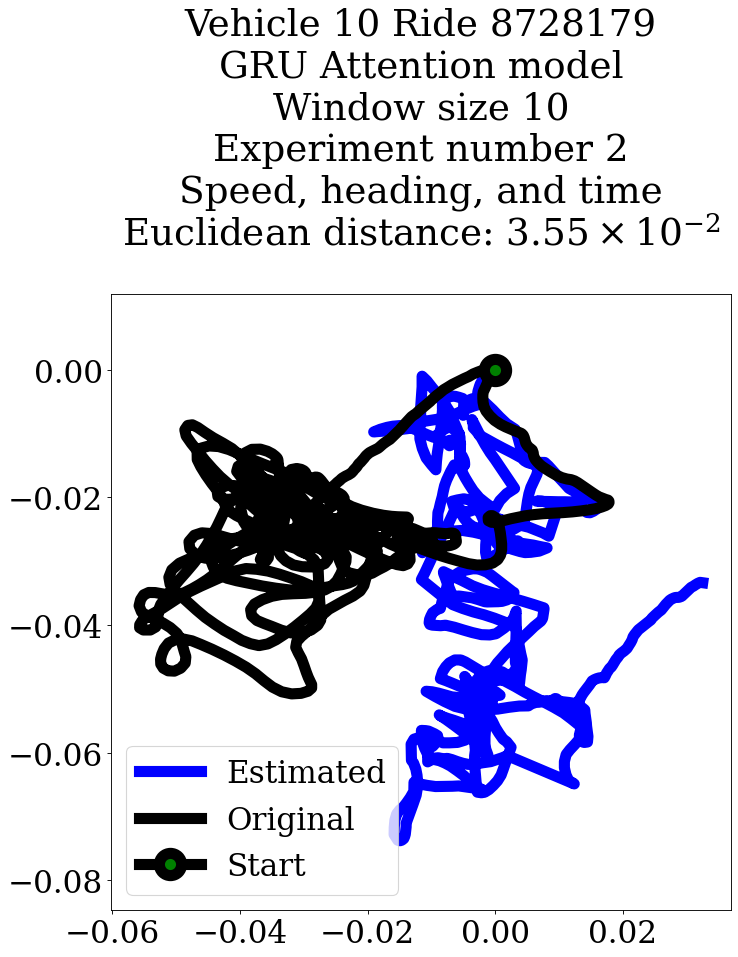 Vehicle 10 Ride 8728179
GRU Attention model
Window size 10
Experiment number 2
Speed, heading, and time
Euclidean distance: 3.55 × 10⁻²
0.00
−0.02
−0.04
−0.06
−0.08
Estimated
Original
Start
−0.06 −0.04 −0.02 0.00 0.02